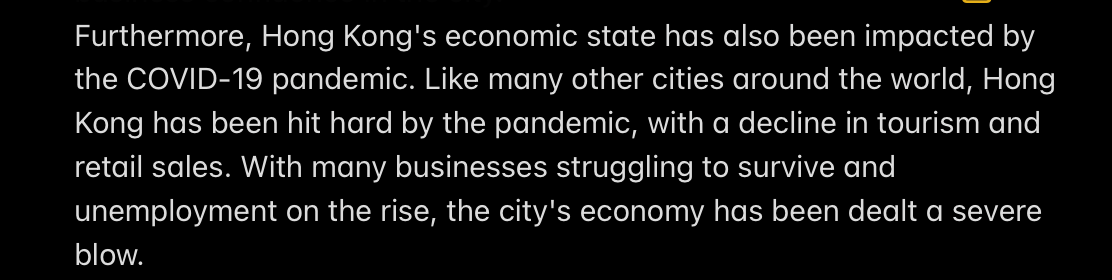 Furthermore, Hong Kong's economic state has also been impacted by
the COVID-19 pandemic. Like many other cities around the world, Hong
Kong has been hit hard by the pandemic, with a decline in tourism and
retail sales. With many businesses struggling to survive and
unemployment on the rise, the city's economy has been dealt a severe
blow.